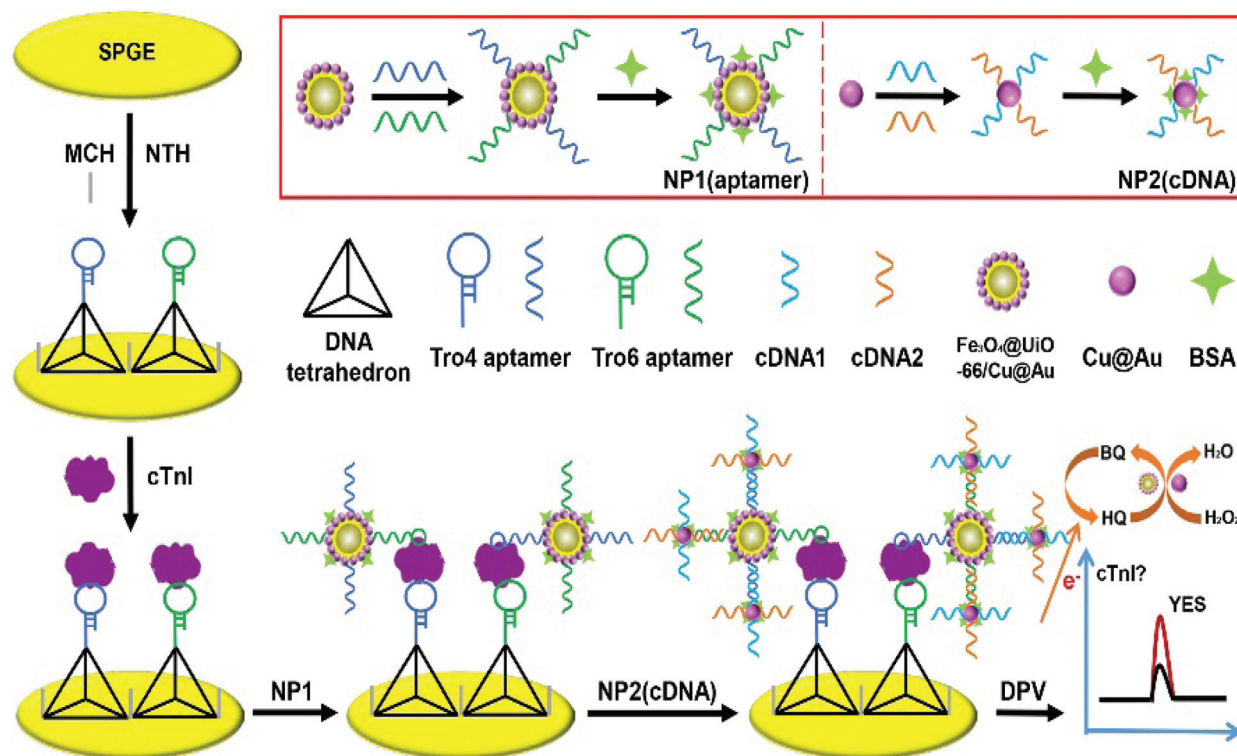 SPGE
MCH NTH
NP1(aptamer)
NP2(cDNA)
DNA
tetrahedron
Tro4 aptamer
Tro6 aptamer
cDNA1
cDNA2
Fe₃O₄@UiO
-66/Cu@Au
Cu@Au
BSA
cTnI
NP1
NP2(cDNA)
DPV
BQ
H₂O
HQ
H₂O₂
e⁻
cTnI?
YES